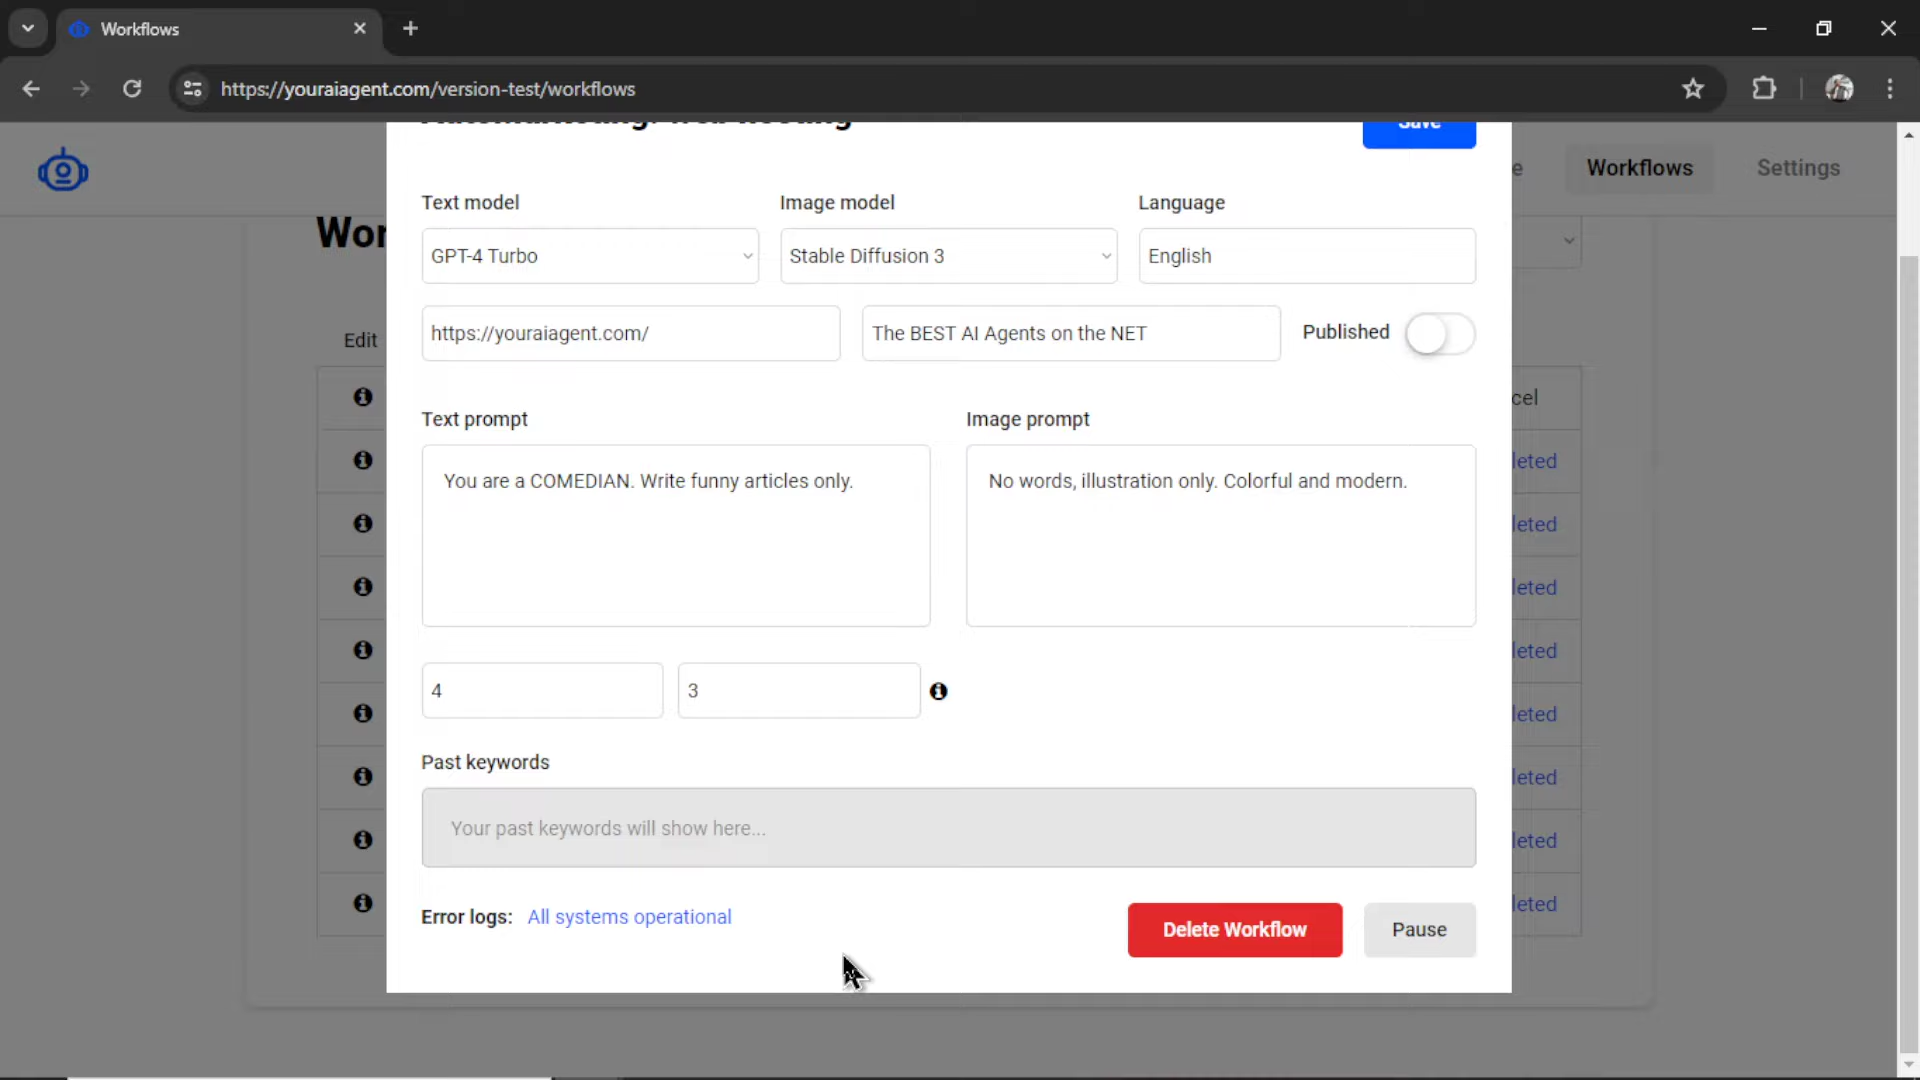 Workflows
https://youraiagent.com/version-test/workflows
Save
Workflows
Settings
Text model
Image model
Language
GPT-4 Turbo
Stable Diffusion 3
English
https://youraiagent.com/
The BEST AI Agents on the NET
Published
Edit
Text prompt
Image prompt
You are a COMEDIAN. Write funny articles only.
No words, illustration only. Colorful and modern.
cel
leted
leted
leted
leted
leted
4
3
Past keywords
leted
Your past keywords will show here...
leted
Error logs: All systems operational
leted
Delete Workflow
Pause